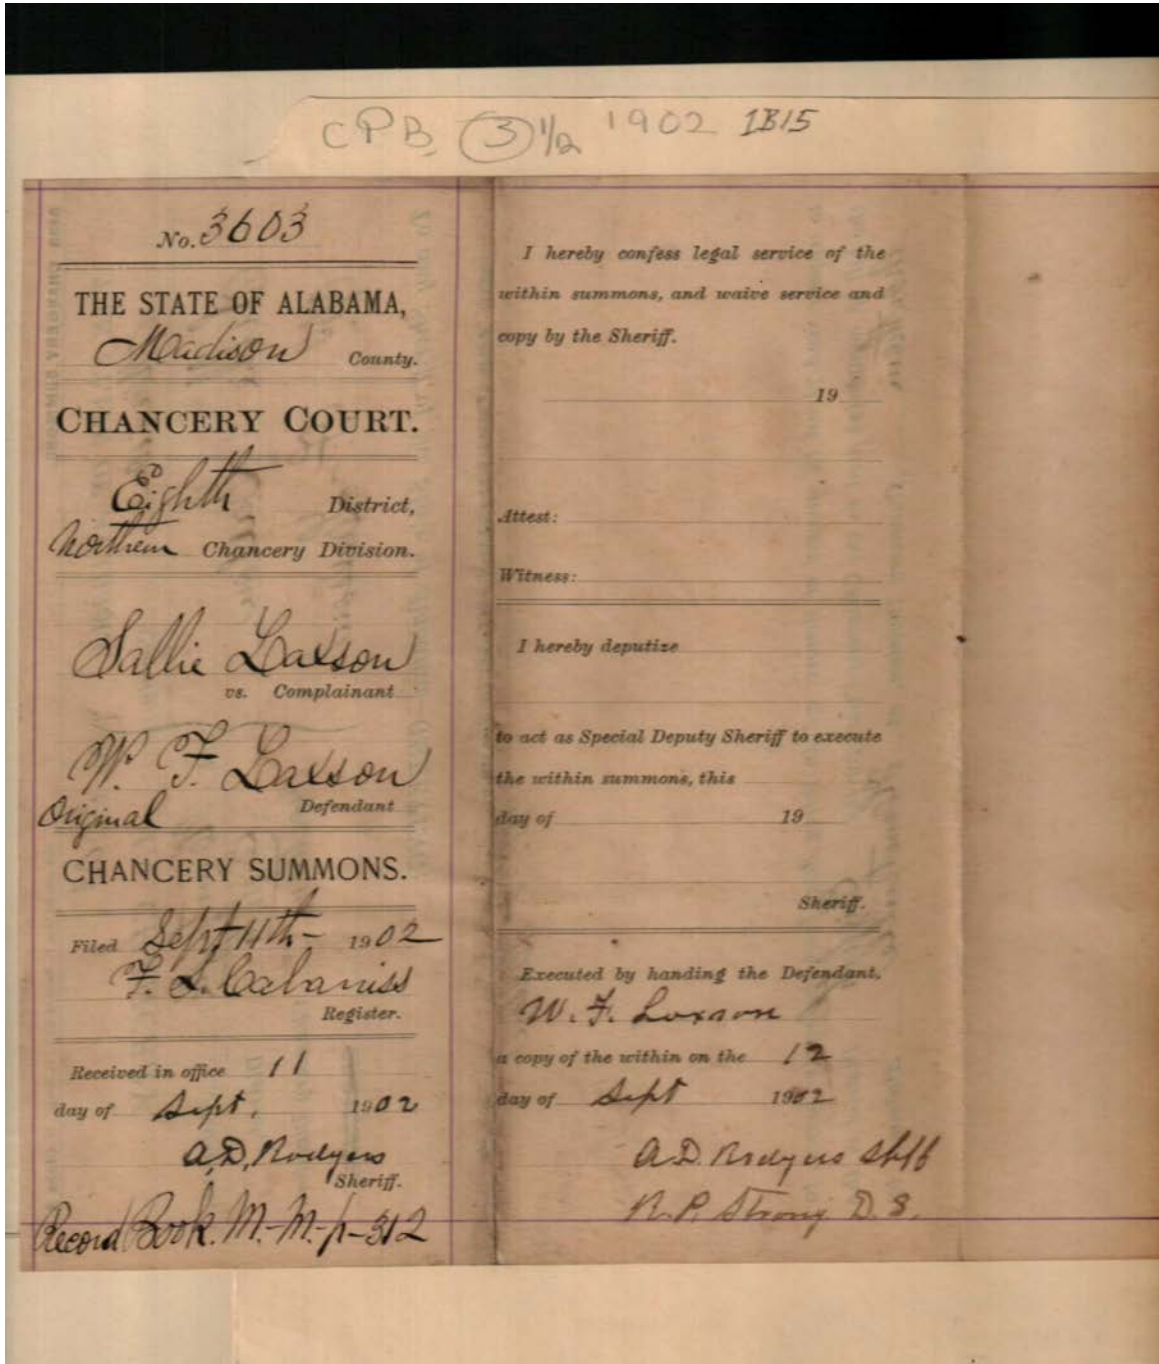 CPB 3 1/2 1902 1B15
No. 3603
THE STATE OF ALABAMA,
Madison County.
CHANCERY COURT.
Eighth District,
Northern Chancery Division.
Sallie Laxson
vs. Complainant
W. F. Laxson
Original Defendant
CHANCERY SUMMONS.
Filed Sept 11th - 1902
F. S. Cabaniss
Register.
Received in office 11
day of Sept, 1902
A.D. Rodgers
Sheriff.
Record Book. M.-M-p-312
I hereby confess legal service of the
within summons, and waive service and
copy by the Sheriff.
19
Attest:
Witness:
I hereby deputize
to act as Special Deputy Sheriff to execute
the within summons, this
day of 19
Sheriff.
Executed by handing the Defendant,
W. F. Laxson
a copy of the within on the 12
day of Sept 1902
A.D. Rodgers Shff
R. P. Strong D. S.